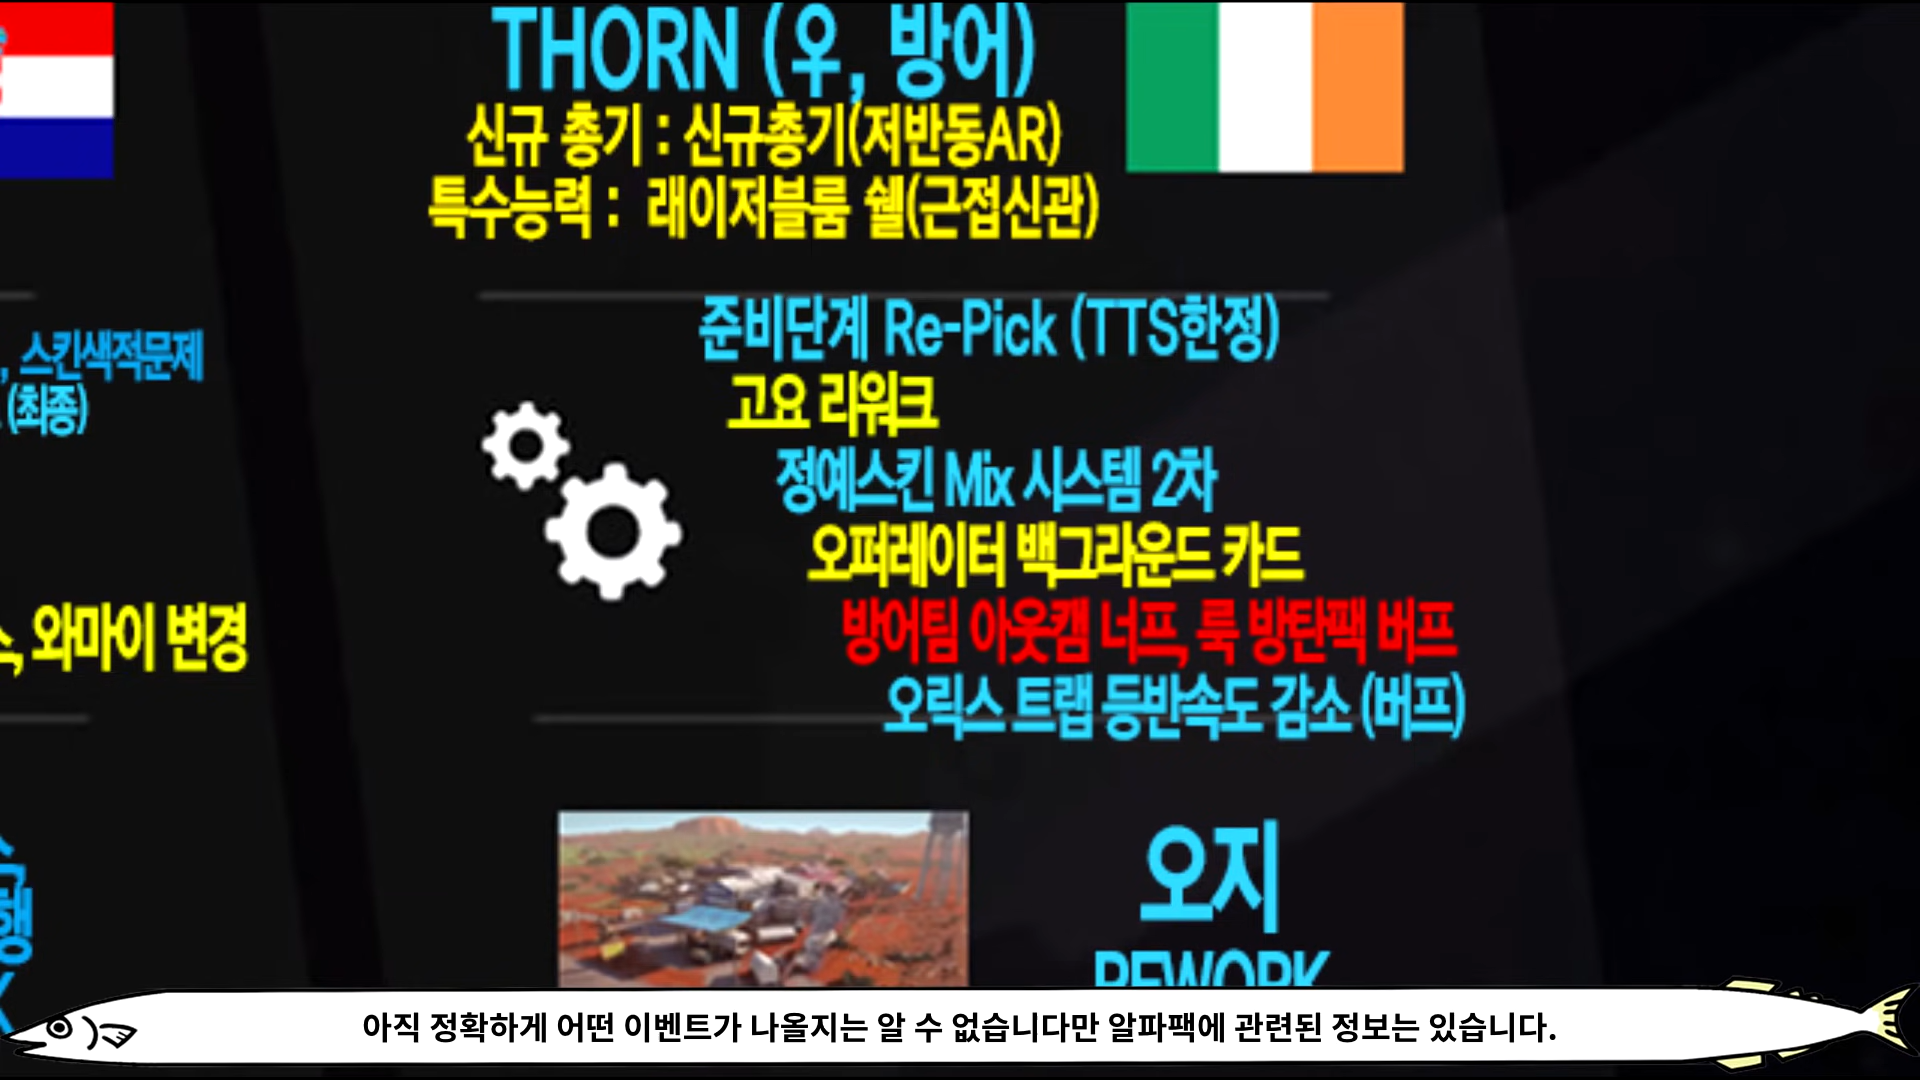 THORN (우, 방어)
신규 총기 : 신규총기(저반동AR)
특수능력 : 래이저블룸 쉘(근접신관)
, 스킨색적문제
(최종)
, 와마이 변경
준비단계 Re-Pick (TTS한정)
고요 리워크
정예스킨 Mix 시스템 2차
오퍼레이터 백그라운드 카드
방어팀 아웃캠 너프, 룩 방탄팩 버프
오릭스 트랩 등반속도 감소 (버프)
오지
REWORK
아직 정확하게 어떤 이벤트가 나올지는 알 수 없습니다만 알파팩에 관련된 정보는 있습니다.